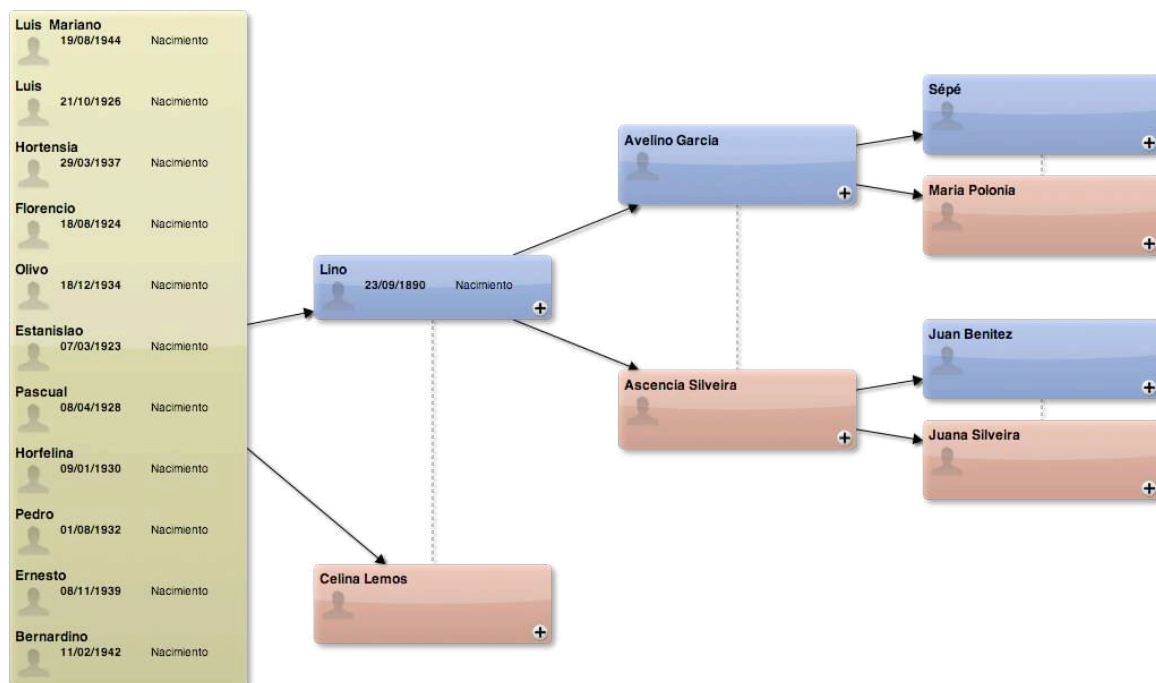 Luis Mariano
19/08/1944 Nacimiento
Luis
21/10/1926 Nacimiento
Hortensia
29/03/1937 Nacimiento
Florencio
18/08/1924 Nacimiento
Olivo
18/12/1934 Nacimiento
Estanislao
07/03/1923 Nacimiento
Pascual
08/04/1928 Nacimiento
Horfelina
09/01/1930 Nacimiento
Pedro
01/08/1932 Nacimiento
Ernesto
08/11/1939 Nacimiento
Bernardino
11/02/1942 Nacimiento
Lino
23/09/1890 Nacimiento
Celina Lemos
Avelino Garcia
Ascencia Silveira
Sépé
Maria Polonia
Juan Benitez
Juana Silveira